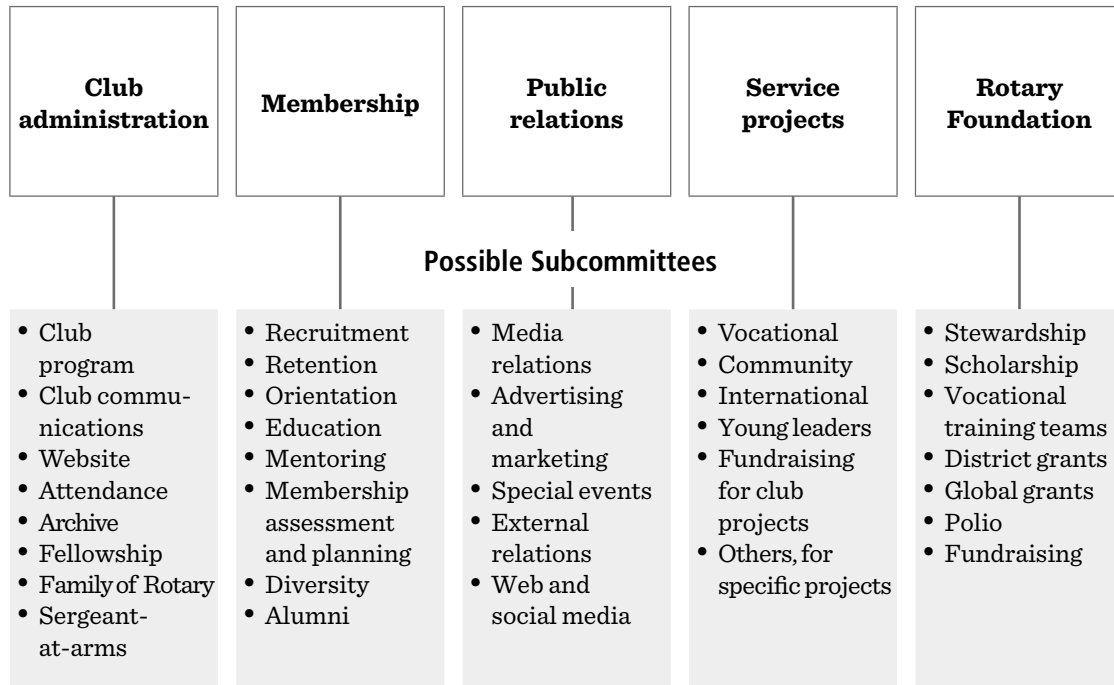 Club
administration
Membership
Public
relations
Service
projects
Rotary
Foundation
Possible Subcommittees
• Club
program
• Club commu-
nications
• Website
• Attendance
• Archive
• Fellowship
• Family of Rotary
• Sergeant-
at-arms
• Recruitment
• Retention
• Orientation
• Education
• Mentoring
• Membership
assessment
and planning
• Diversity
• Alumni
• Media
relations
• Advertising
and
marketing
• Special events
• External
relations
• Web and
social media
• Vocational
• Community
• International
• Young leaders
• Fundraising
for club
projects
• Others, for
specific projects
• Stewardship
• Scholarship
• Vocational
training teams
• District grants
• Global grants
• Polio
• Fundraising